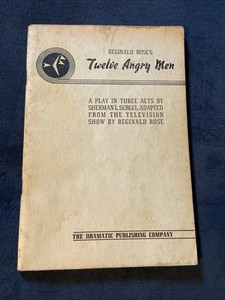 REGINALD ROSE'S
Twelve Angry Men
A PLAY IN THREE ACTS BY
SHERMAN L. SERGEL, ADAPTED
FROM THE TELEVISION
SHOW BY REGINALD ROSE
THE DRAMATIC PUBLISHING COMPANY